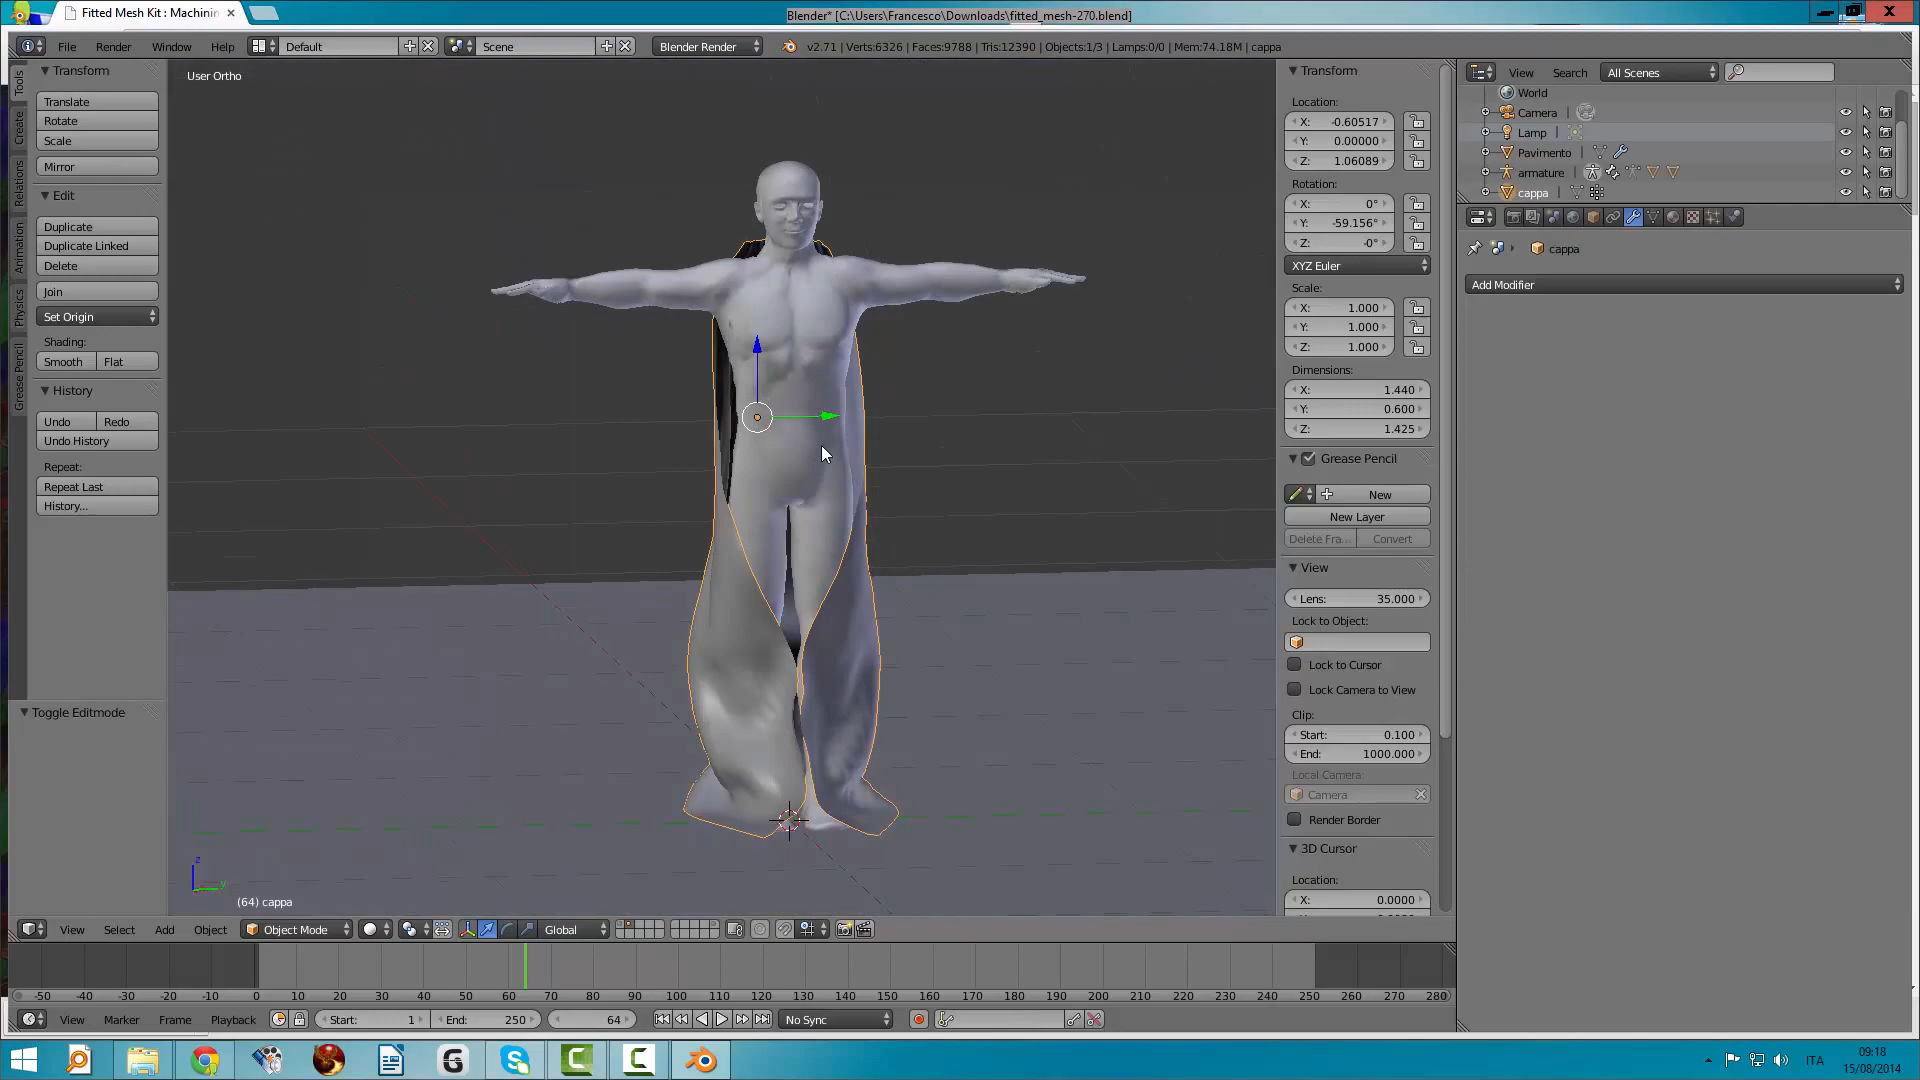 Fitted Mesh Kit : Machinin
Blender* [C:\Users\Francesco\Downloads\fitted_mesh-270.blend]
File Render Window Help Default Scene Blender Render v2.71 | Verts:6326 | Faces:9788 | Tris:12390 | Objects:1/3 | Lamps:0/0 | Mem:74.18M | cappa
Tools
Create
Relations
Animation
Physics
Grease Pencil
Transform
Translate
Rotate
Scale
Mirror
Edit
Duplicate
Duplicate Linked
Delete
Join
Set Origin
Shading:
Smooth Flat
History
Undo Redo
Undo History
Repeat:
Repeat Last
History...
Toggle Editmode
User Ortho
z
y
(64) cappa
Transform
Location:
X: -0.60517
Y: 0.00000
Z: 1.06089
Rotation:
X: 0°
Y: -59.156°
Z: -0°
XYZ Euler
Scale:
X: 1.000
Y: 1.000
Z: 1.000
Dimensions:
X: 1.440
Y: 0.600
Z: 1.425
Grease Pencil
New
New Layer
Delete Fra... Convert
View
Lens: 35.000
Lock to Object:
Lock to Cursor
Lock Camera to View
Clip:
Start: 0.100
End: 1000.000
Local Camera:
Camera
Render Border
3D Cursor
Location:
X: 0.0000
View Search All Scenes
World
Camera
Lamp
Pavimento
armature
cappa
cappa
Add Modifier
View Select Add Object Object Mode Global
-50 -40 -30 -20 -10 0 10 20 30 40 50 60 70 80 90 100 110 120 130 140 150 160 170 180 190 200 210 220 230 240 250 260 270 280
View Marker Frame Playback Start: 1 End: 250 64 No Sync
ITA
09:18
15/08/2014